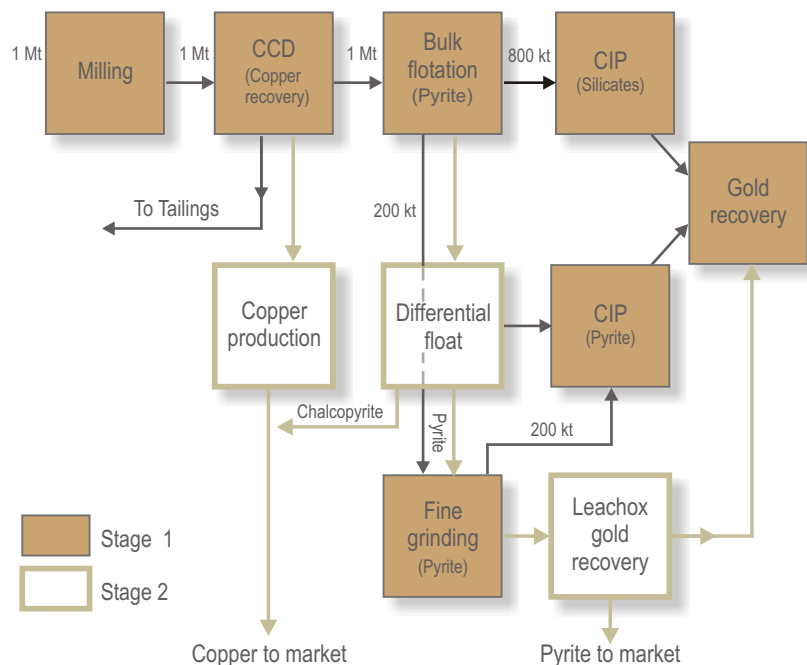 1 Mt
Milling
1 Mt
CCD
(Copper
recovery)
1 Mt
Bulk
flotation
(Pyrite)
800 kt
CIP
(Silicates)
Gold
recovery
To Tailings
200 kt
Copper
production
Differential
float
CIP
(Pyrite)
Chalcopyrite
Pyrite
200 kt
Fine
grinding
(Pyrite)
Leachox
gold
recovery
Stage 1
Stage 2
Copper to market
Pyrite to market